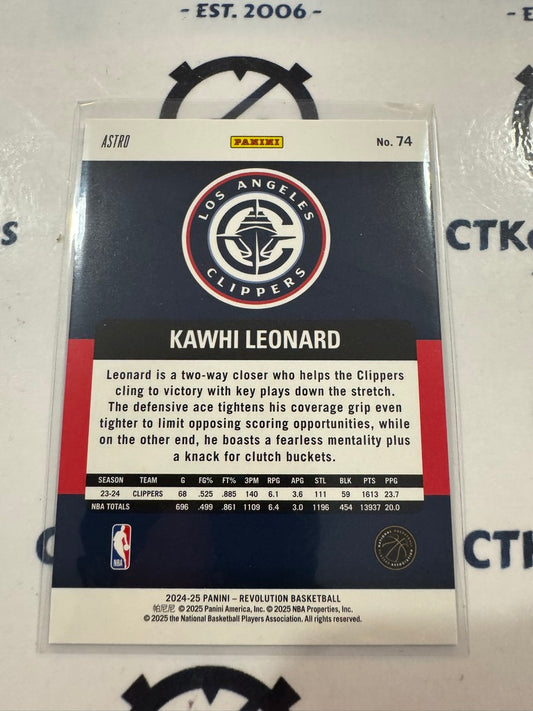 - EST. 2006 -
- E
ASTRO
PANINI
No. 74
LOS ANGELES
CLIPPERS
CTK
s
KAWHI LEONARD
Leonard is a two-way closer who helps the Clippers
cling to victory with key plays down the stretch.
The defensive ace tightens his coverage grip even
tighter to limit opposing scoring opportunities, while
on the other end, he boasts a fearless mentality plus
a knack for clutch buckets.
SEASON TEAM G FG% FT% 3PM RPG APG STL BLK PTS PPG
23-24 CLIPPERS 68 .525 .885 140 6.1 3.6 111 59 1613 23.7
NBA TOTALS 696 .499 .861 1109 6.4 3.0 1196 454 13937 20.0
NBA
NATIONAL BASKETBALL
PLAYERS ASSOCIATION
C
CTK
2024-25 PANINI – REVOLUTION BASKETBALL
帕尼尼 © 2025 Panini America, Inc. © 2025 NBA Properties, Inc.
© 2025 the National Basketball Players Association. All rights reserved.